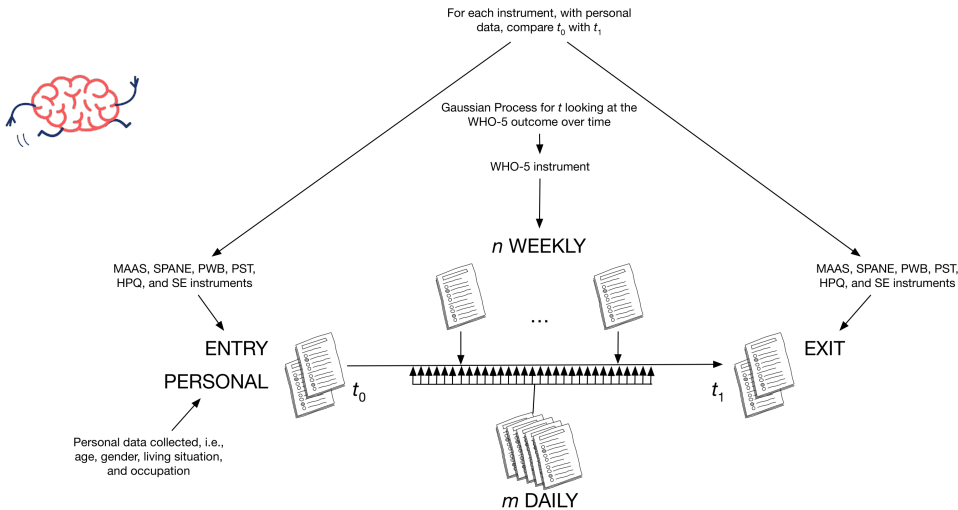 For each instrument, with personal
data, compare t0 with t1
Gaussian Process for t looking at the
WHO-5 outcome over time
WHO-5 instrument
n WEEKLY
MAAS, SPANE, PWB, PST,
HPQ, and SE instruments
MAAS, SPANE, PWB, PST,
HPQ, and SE instruments
...
ENTRY
EXIT
PERSONAL
t0
t1
Personal data collected, i.e.,
age, gender, living situation,
and occupation
m DAILY